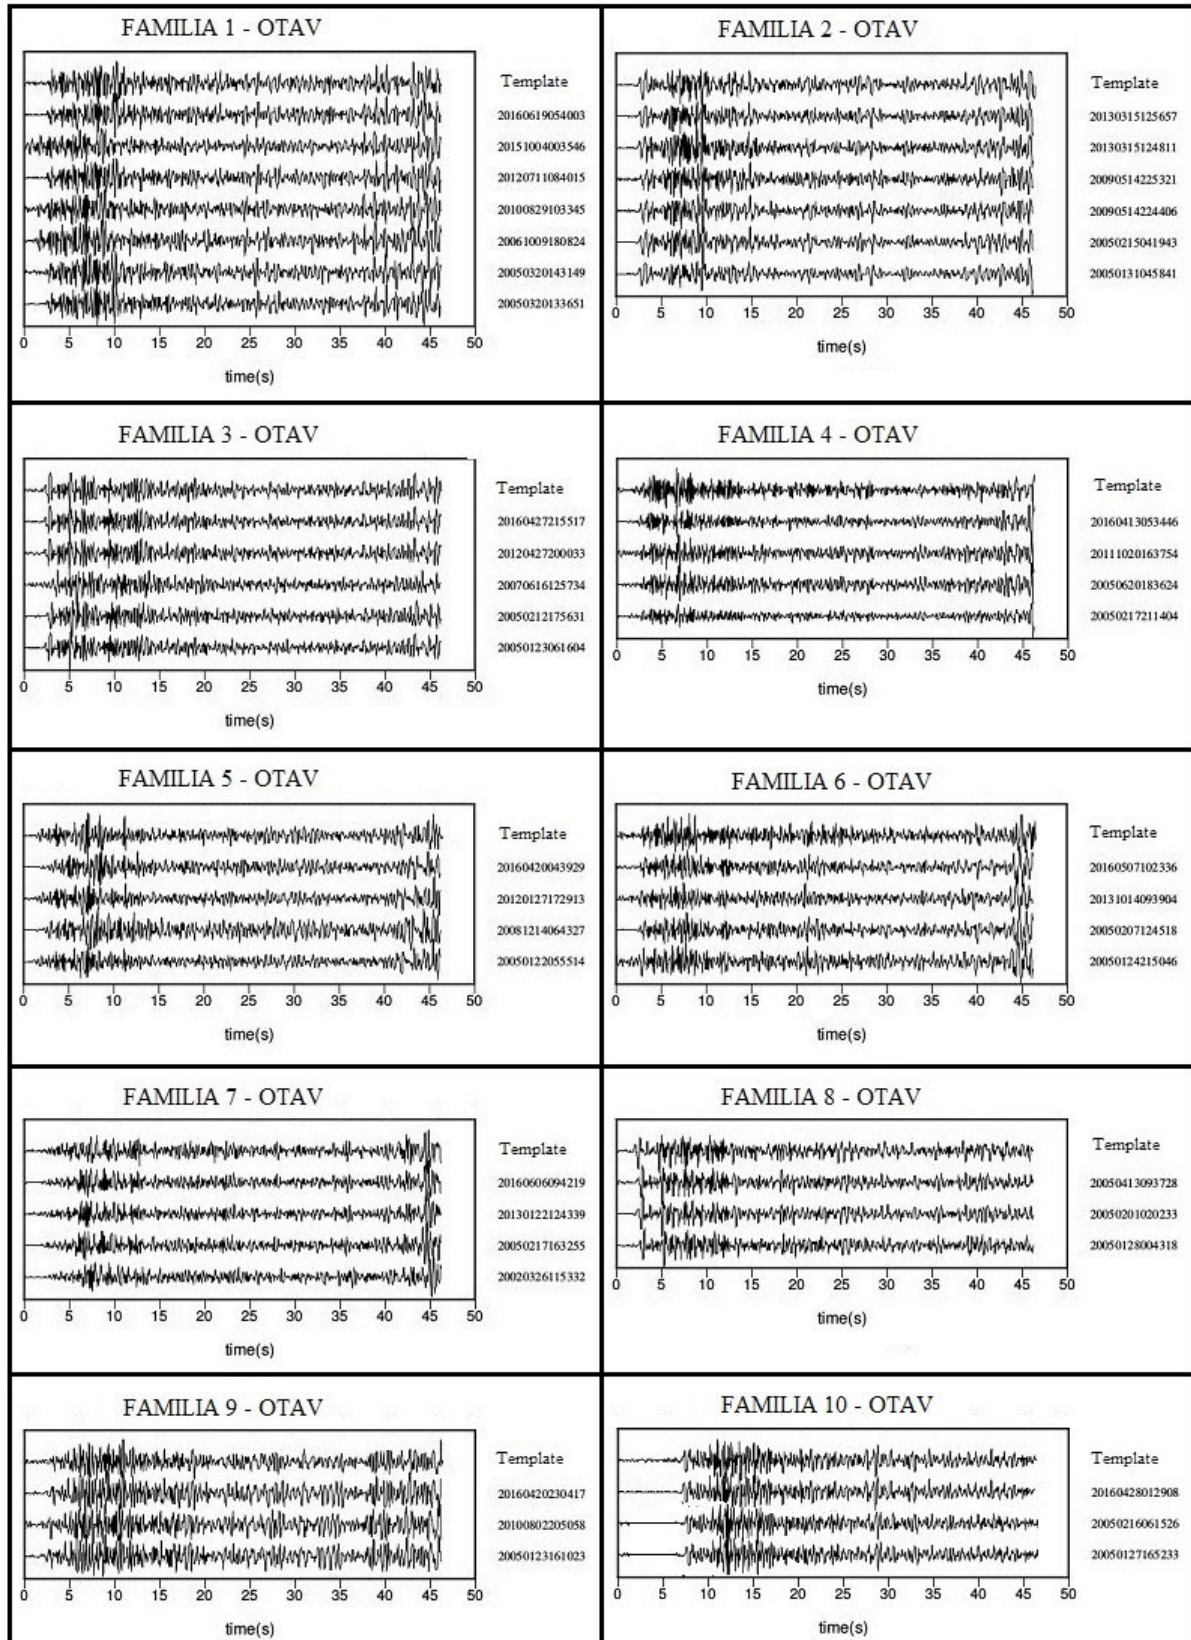 FAMILIA 1 - OTAV
Template
20160619054003
20151004003546
20120711084015
20100829103345
20061009180824
20050320143149
20050320133651
0 5 10 15 20 25 30 35 40 45 50
time(s)
FAMILIA 2 - OTAV
Template
20130315125657
20130315124811
20090514225321
20090514224406
20050215041943
20050131045841
0 5 10 15 20 25 30 35 40 45 50
time(s)
FAMILIA 3 - OTAV
Template
20160427215517
20120427200033
20070616125734
20050212175631
20050123061604
0 5 10 15 20 25 30 35 40 45 50
time(s)
FAMILIA 4 - OTAV
Template
20160413053446
20111020163754
20050620183624
20050217211404
0 5 10 15 20 25 30 35 40 45 50
time(s)
FAMILIA 5 - OTAV
Template
20160420043929
20120127172913
20081214064327
20050122055514
0 5 10 15 20 25 30 35 40 45 50
time(s)
FAMILIA 6 - OTAV
Template
20160507102336
20131014093904
20050207124518
20050124215046
0 5 10 15 20 25 30 35 40 45 50
time(s)
FAMILIA 7 - OTAV
Template
20160606094219
20130122124339
20050217163255
20020326115332
0 5 10 15 20 25 30 35 40 45 50
time(s)
FAMILIA 8 - OTAV
Template
20050413093728
20050201020233
20050128004318
0 5 10 15 20 25 30 35 40 45 50
time(s)
FAMILIA 9 - OTAV
Template
20160420230417
20100802205058
20050123161023
0 5 10 15 20 25 30 35 40 45 50
time(s)
FAMILIA 10 - OTAV
Template
20160428012908
20050216061526
20050127165233
0 5 10 15 20 25 30 35 40 45 50
time(s)